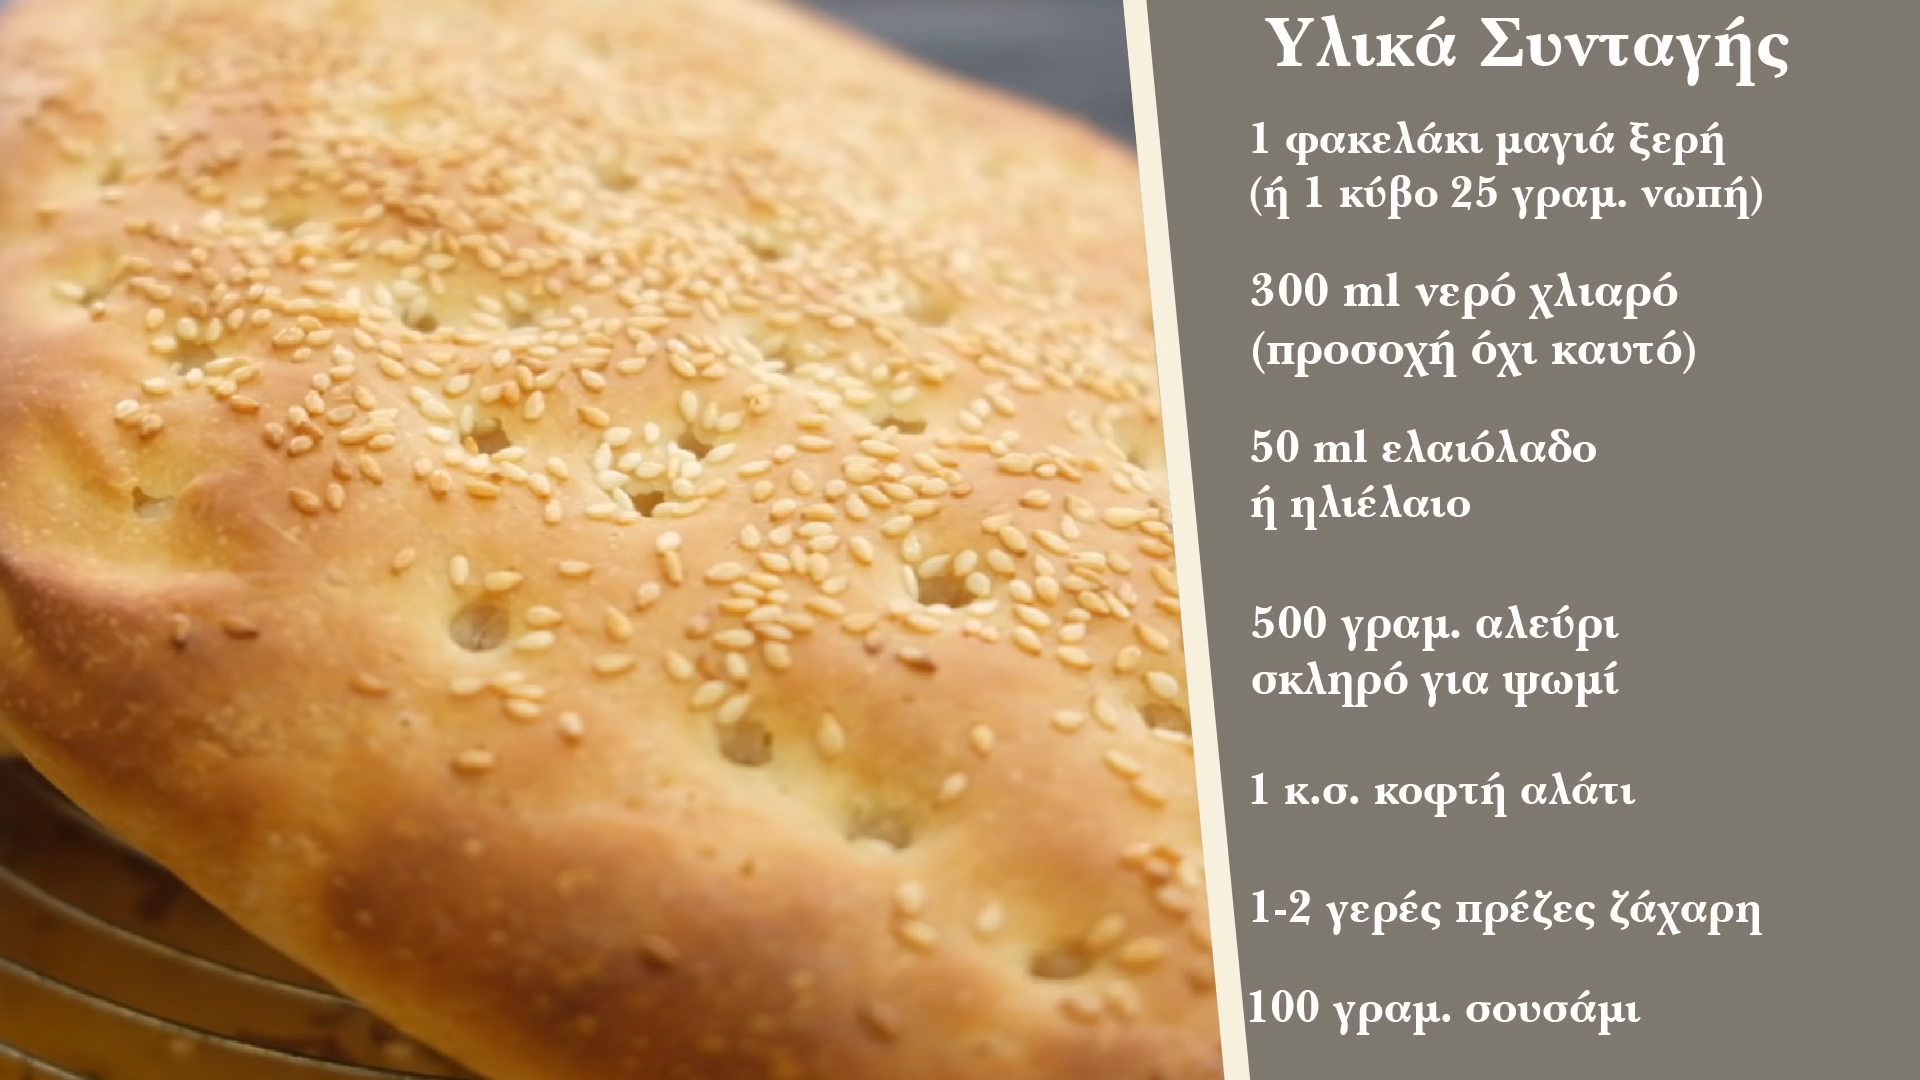 Υλικά Συνταγής
1 φακελάκι μαγιά ξερή
(ή 1 κύβο 25 γραμ. νωπή)
300 ml νερό χλιαρό
(προσοχή όχι καυτό)
50 ml ελαιόλαδο
ή ηλιέλαιο
500 γραμ. αλεύρι
σκληρό για ψωμί
1 κ.σ. κοφτή αλάτι
1-2 γερές πρέζες ζάχαρη
100 γραμ. σουσάμι